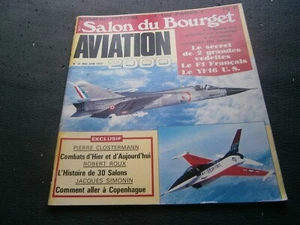 Salon du Bourget
AVIATION
2000
Le secret
de 2 grandes
vedettes
Le F1 Français
Le YF16 U.S.
EXCLUSIF
PIERRE CLOSTERMANN
Combats d'Hier et d'Aujourd'hui
ROBERT ROUX
L'Histoire de 30 Salons
JACQUES SIMONIN
Comment aller à Copenhague